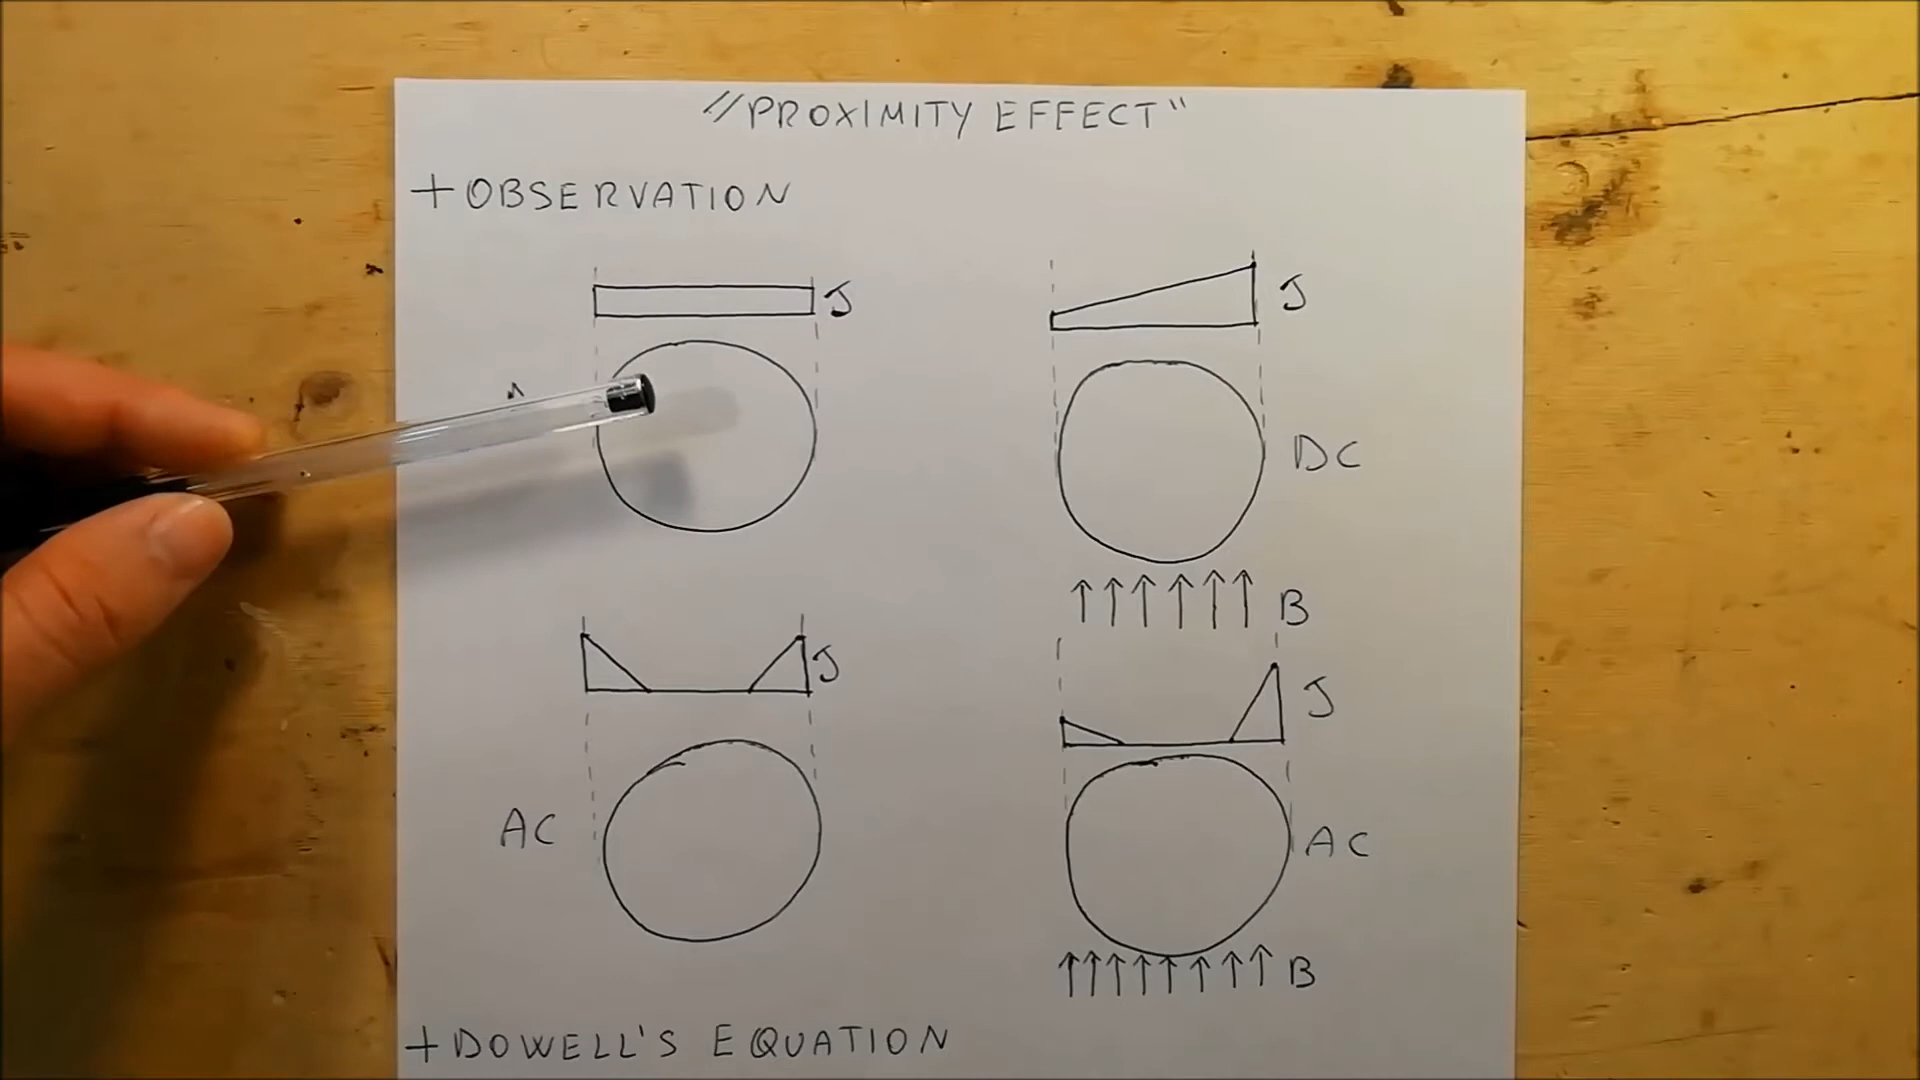 "PROXIMITY EFFECT"
+ OBSERVATION
J
J
DC
B
J
J
AC
AC
B
+ DOWELL'S EQUATION